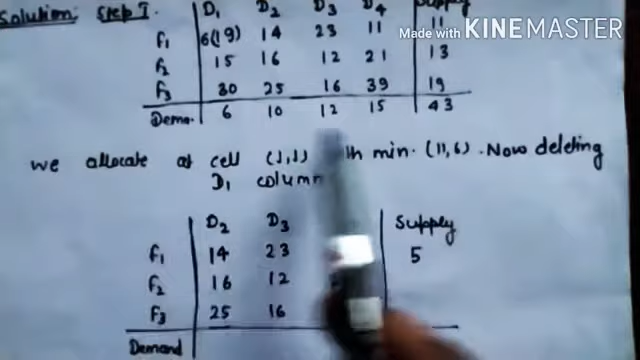 Solution: Step I.
D1 D2 D3 D4 Supply
F1 6(19) 14 23 11 11
F2 15 16 12 21 13
F3 30 25 16 39 19
Dema. 6 10 12 15 43
we allocate at cell (1,1) min. (11,6). Now deleting
D1 column
D2 D3 Supply
F1 14 23 5
F2 16 12
F3 25 16
Demand
Made with KINEMASTER